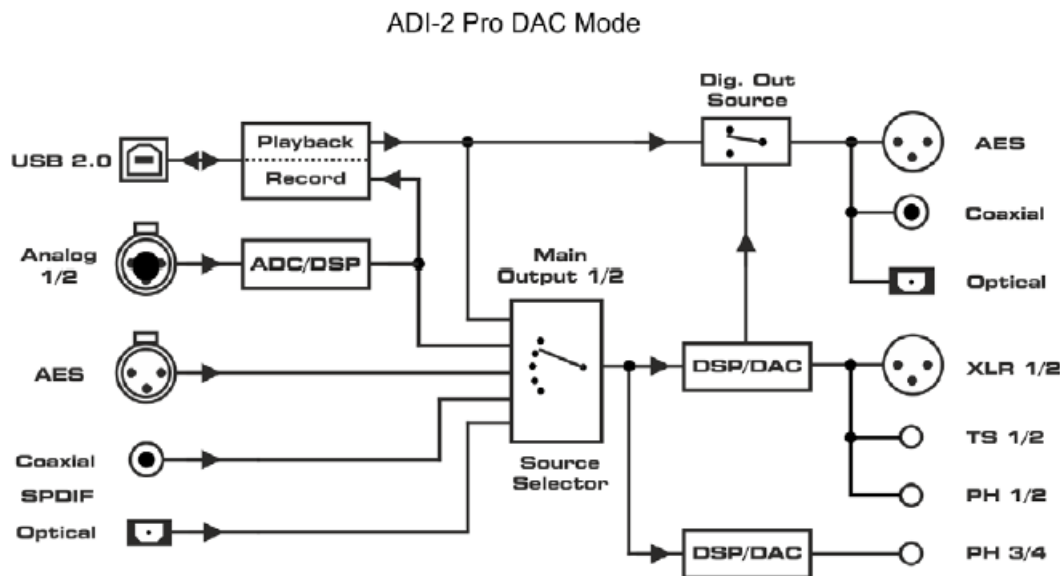 ADI-2 Pro DAC Mode
Dig. Out
Source
USB 2.0
Playback
Record
AES
Coaxial
Analog
1/2
ADC/DSP
Main
Output 1/2
Optical
AES
DSP/DAC
XLR 1/2
TS 1/2
Coaxial
Source
Selector
SPDIF
PH 1/2
Optical
DSP/DAC
PH 3/4